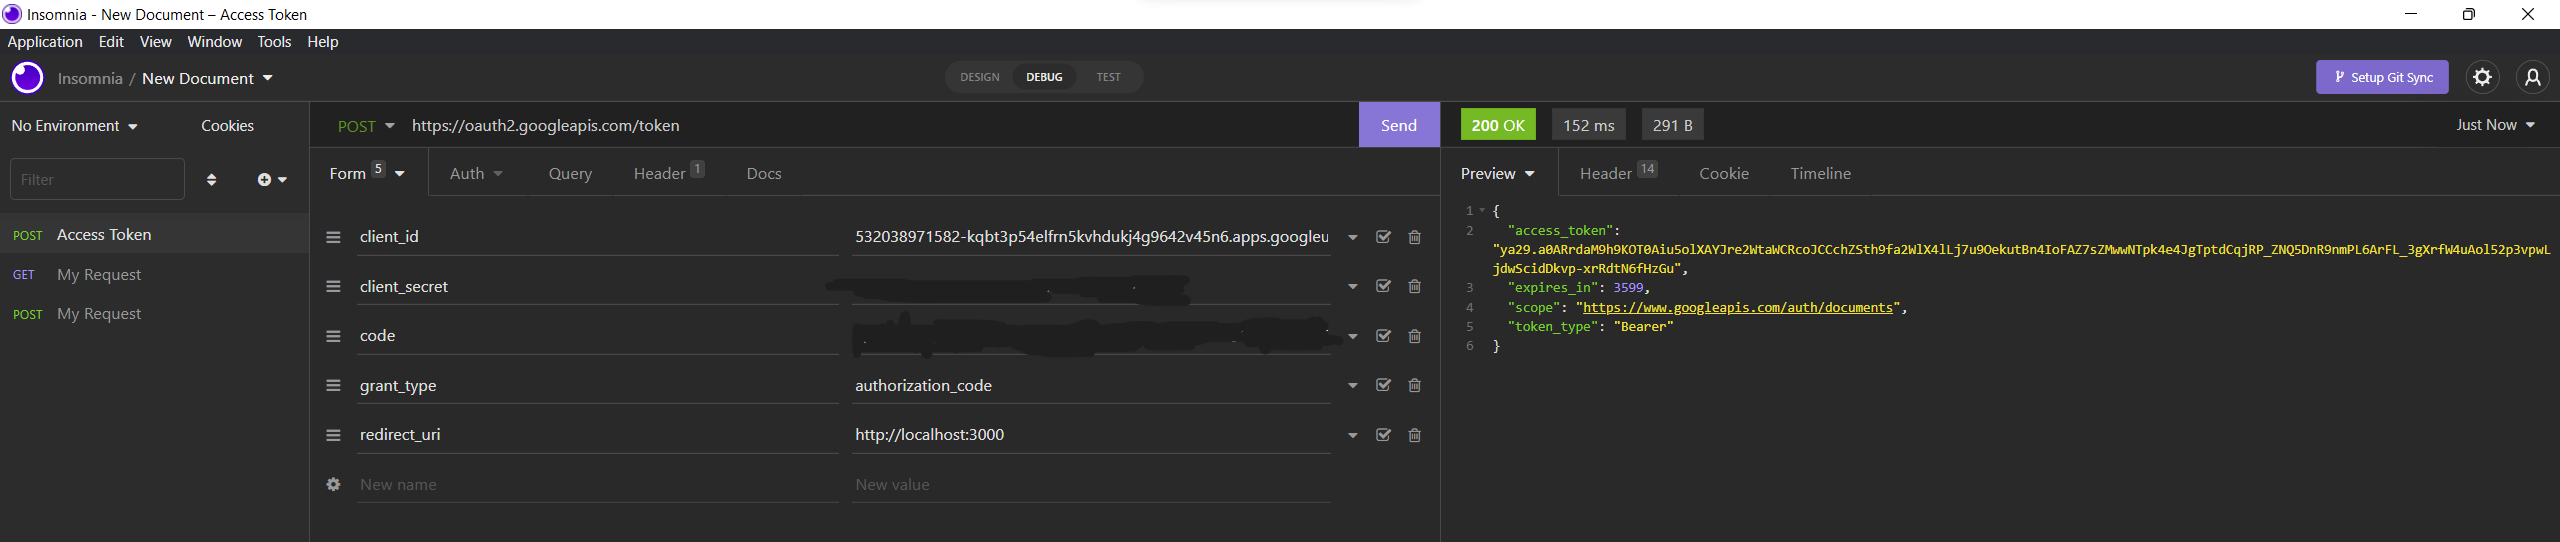 Insomnia - New Document – Access Token
Application Edit View Window Tools Help
Insomnia / New Document
DESIGN DEBUG TEST
Setup Git Sync
No Environment Cookies
POST https://oauth2.googleapis.com/token Send
200 OK 152 ms 291 B Just Now
Filter
Form 5 Auth Query Header 1 Docs
Preview Header 14 Cookie Timeline
POST Access Token
GET My Request
POST My Request
client_id 532038971582-kqbt3p54elfrn5kvhdukj4g9642v45n6.apps.googleu
client_secret
code
grant_type authorization_code
redirect_uri http://localhost:3000
New name New value
1 {
2 "access_token":
"ya29.a0ARrdaM9h9KOT0Aiu5olXAYJre2WtaWCRcoJCCchZSth9fa2WlX4lLj7u9OekutBn4IoFAZ7sZMwwNTpk4e4JgTptdCqjRP_ZNQ5DnR9nmPL6ArFL_3gXrfW4uAol52p3vpwL
jdwScidDkvp-xrRdtN6fHzGu",
3 "expires_in": 3599,
4 "scope": "https://www.googleapis.com/auth/documents",
5 "token_type": "Bearer"
6 }